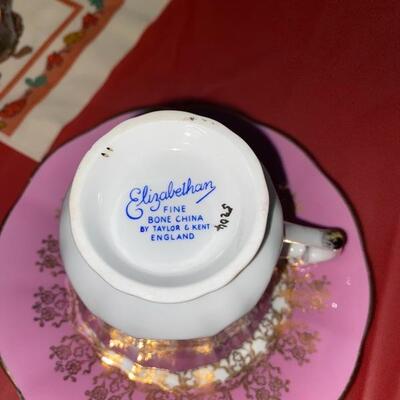 Elizabethan
FINE
BONE CHINA
BY TAYLOR & KENT
ENGLAND
5204